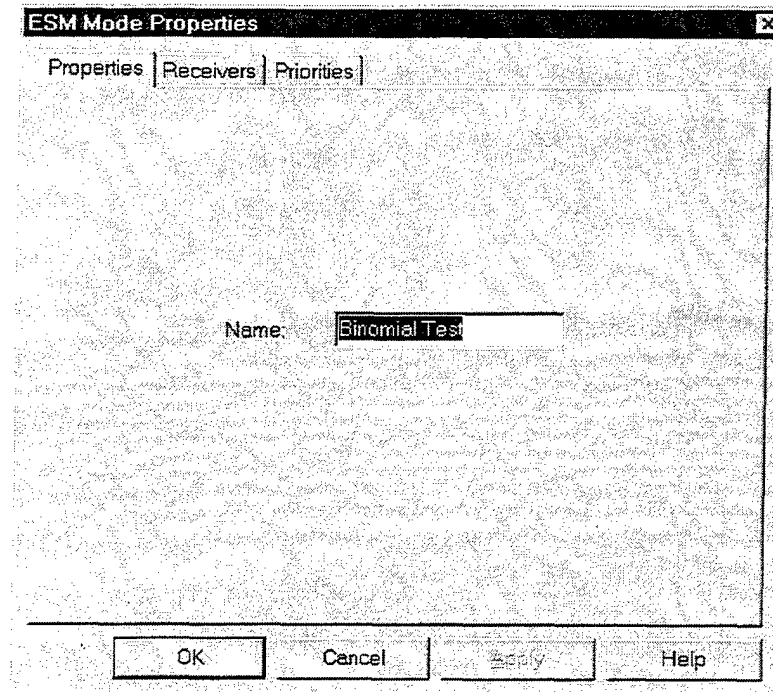 ESM Mode Properties
Properties Receivers Priorities
Name: Binomial Test
OK Cancel Apply Help